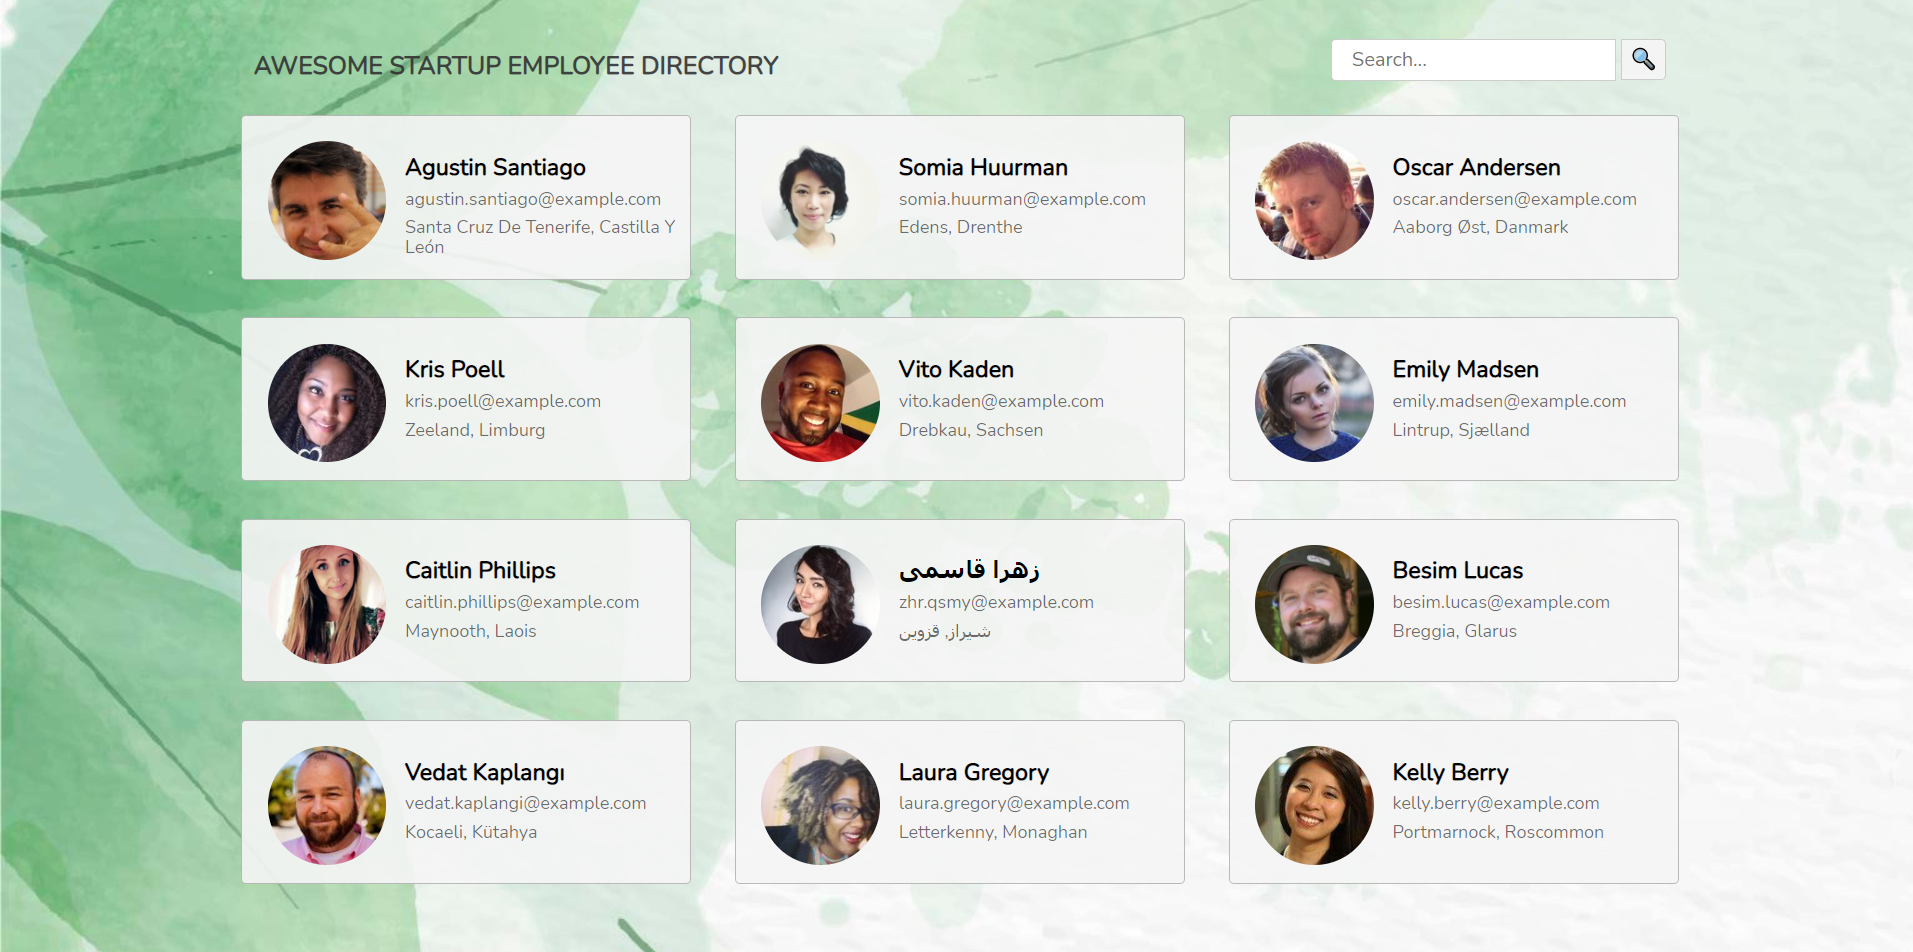 AWESOME STARTUP EMPLOYEE DIRECTORY
Search...
Agustin Santiago
agustin.santiago@example.com
Santa Cruz De Tenerife, Castilla Y
León
Somia Huurman
somia.huurman@example.com
Edens, Drenthe
Oscar Andersen
oscar.andersen@example.com
Aaborg Øst, Danmark
Kris Poell
kris.poell@example.com
Zeeland, Limburg
Vito Kaden
vito.kaden@example.com
Drebkau, Sachsen
Emily Madsen
emily.madsen@example.com
Lintrup, Sjælland
Caitlin Phillips
caitlin.phillips@example.com
Maynooth, Laois
زهرا قاسمی
zhr.qsmy@example.com
شیراز, قزوین
Besim Lucas
besim.lucas@example.com
Breggia, Glarus
Vedat Kaplangı
vedat.kaplangi@example.com
Kocaeli, Kütahya
Laura Gregory
laura.gregory@example.com
Letterkenny, Monaghan
Kelly Berry
kelly.berry@example.com
Portmarnock, Roscommon